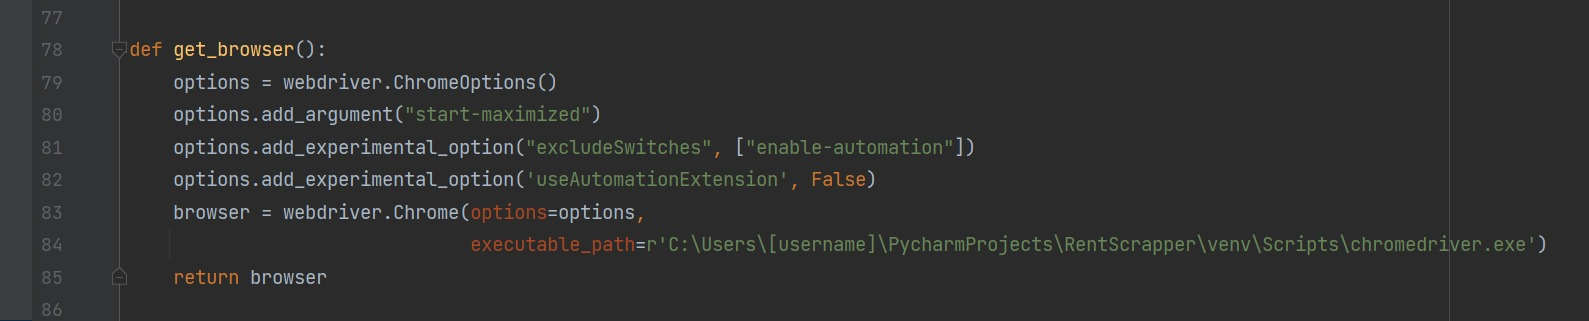 77
78 def get_browser():
79     options = webdriver.ChromeOptions()
80     options.add_argument("start-maximized")
81     options.add_experimental_option("excludeSwitches", ["enable-automation"])
82     options.add_experimental_option('useAutomationExtension', False)
83     browser = webdriver.Chrome(options=options,
84                                executable_path=r'C:\Users\[username]\PycharmProjects\RentScrapper\venv\Scripts\chromedriver.exe')
85     return browser
86